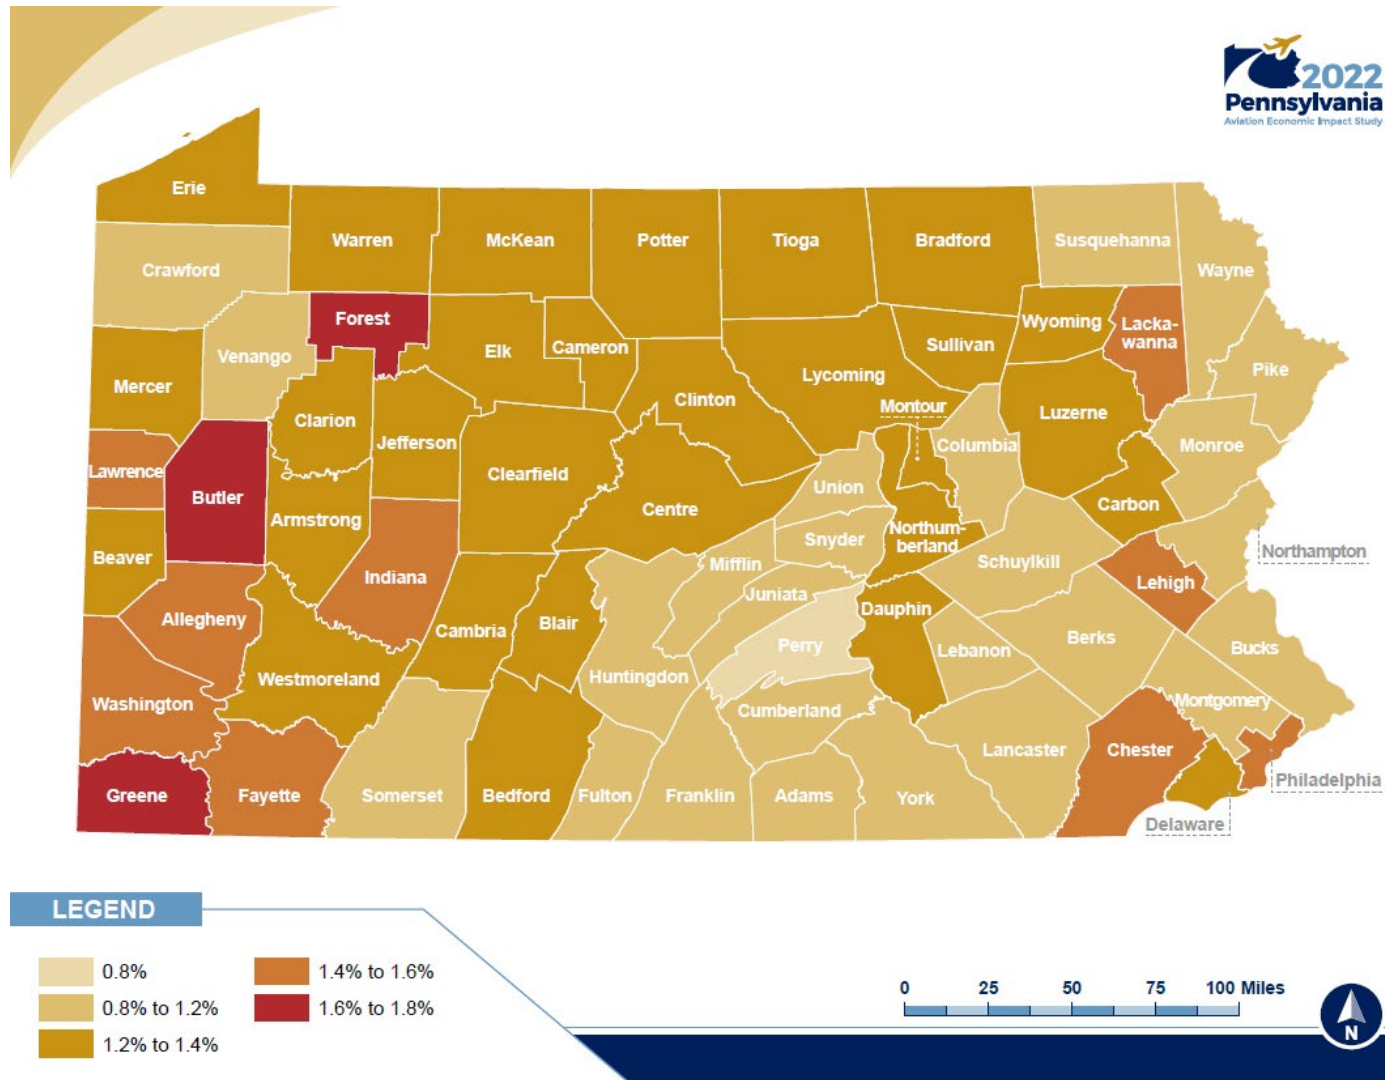 2022
Pennsylvania
Aviation Economic Impact Study
Erie
Warren
McKean
Potter
Tioga
Bradford
Susquehanna
Wayne
Crawford
Forest
Venango
Elk
Cameron
Sullivan
Wyoming
Lacka-
wanna
Pike
Mercer
Clarion
Jefferson
Clinton
Lycoming
Montour
Luzerne
Columbia
Monroe
Lawrence
Butler
Armstrong
Clearfield
Centre
Union
Carbon
Beaver
Indiana
Mifflin
Snyder
Northum-
berland
Schuylkill
Northampton
Allegheny
Cambria
Blair
Juniata
Dauphin
Lehigh
Westmoreland
Huntingdon
Perry
Lebanon
Berks
Bucks
Washington
Cumberland
Montgomery
Lancaster
Chester
Philadelphia
Greene
Fayette
Somerset
Bedford
Fulton
Franklin
Adams
York
Delaware
LEGEND
0.8%
0.8% to 1.2%
1.2% to 1.4%
1.4% to 1.6%
1.6% to 1.8%
0 25 50 75 100 Miles
N